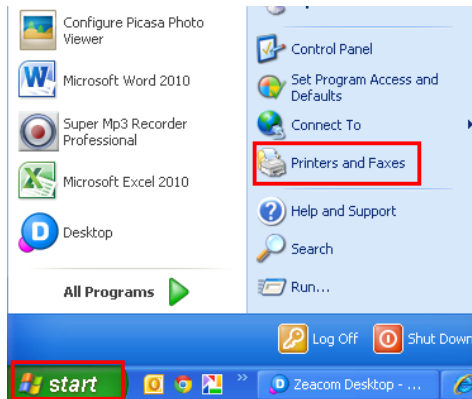 Configure Picasa Photo
Viewer
Microsoft Word 2010
Super Mp3 Recorder
Professional
Microsoft Excel 2010
Desktop
All Programs
Control Panel
Set Program Access and
Defaults
Connect To
Printers and Faxes
Help and Support
Search
Run...
Log Off
Shut Down
start
Zeacom Desktop - ...